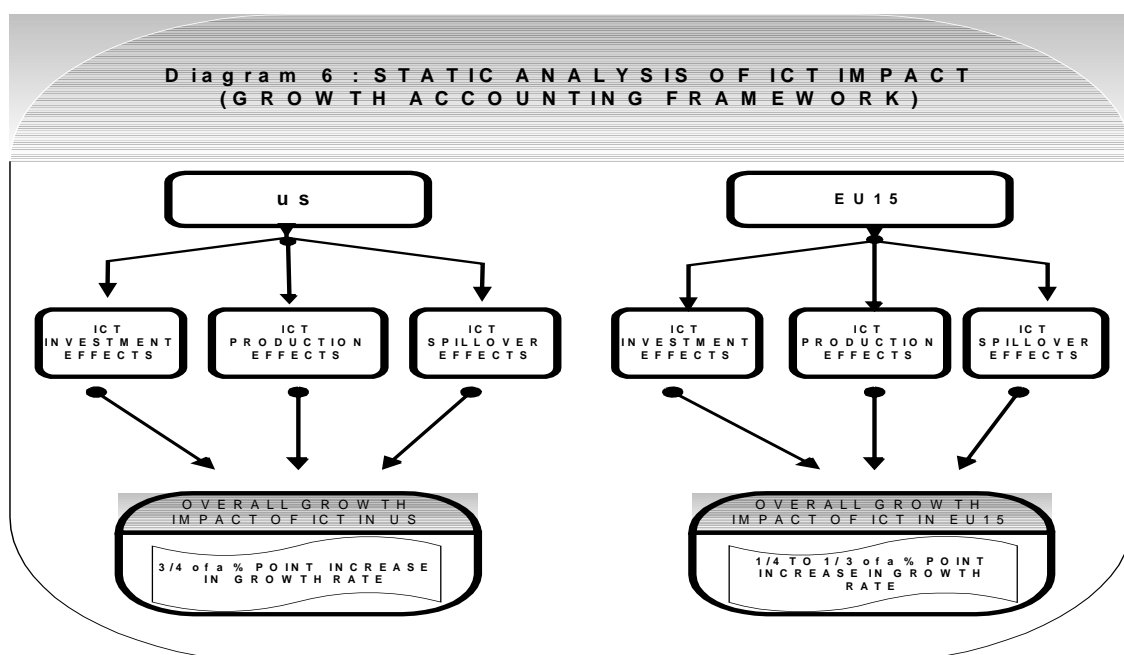 Diagram 6 : STATIC ANALYSIS OF ICT IMPACT
(GROWTH ACCOUNTING FRAMEWORK)
us
EU15
ICT
INVESTMENT
EFFECTS
ICT
PRODUCTION
EFFECTS
ICT
SPILLOVER
EFFECTS
ICT
INVESTMENT
EFFECTS
ICT
PRODUCTION
EFFECTS
ICT
SPILLOVER
EFFECTS
OVERALL GROWTH
IMPACT OF ICT IN US
3/4 of a % POINT INCREASE
IN GROWTH RATE
OVERALL GROWTH
IMPACT OF ICT IN EU15
1/4 TO 1/3 of a % POINT
INCREASE IN GROWTH
RATE